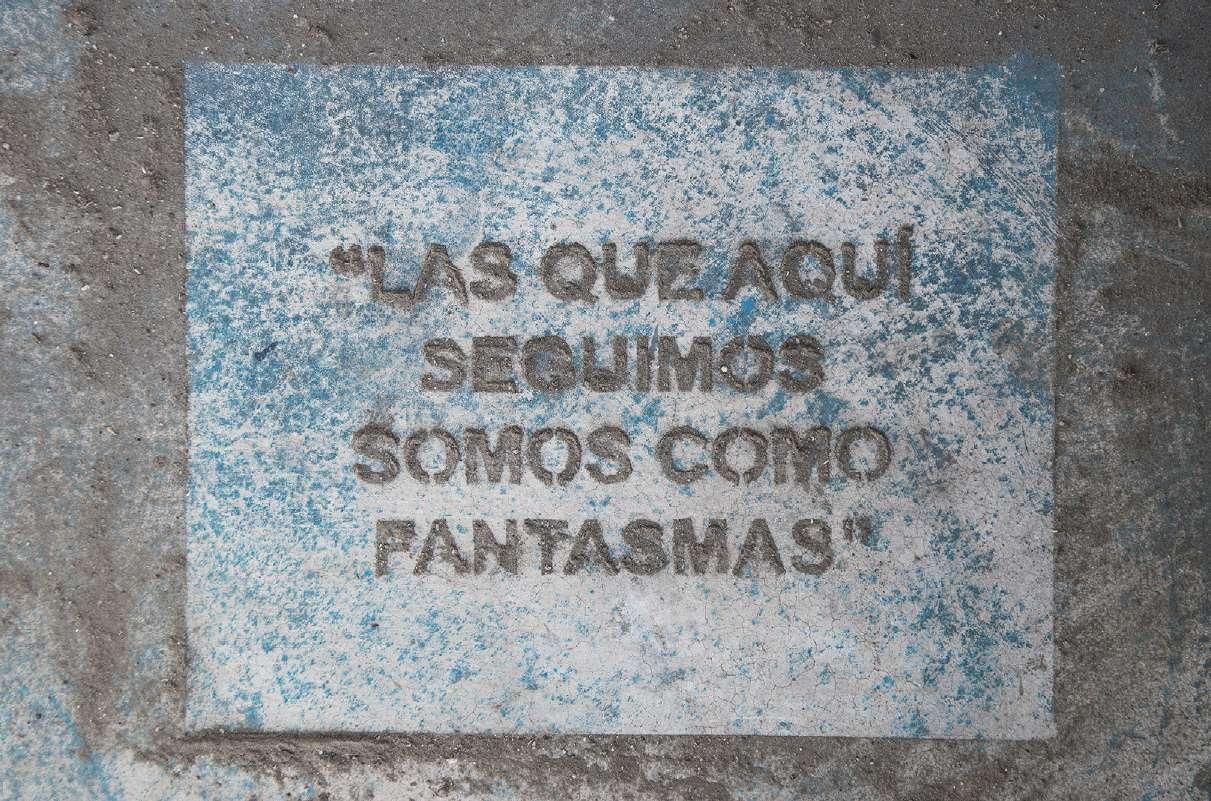 “LAS QUE AQUÍ
SEGUIMOS
SOMOS COMO
FANTASMAS”